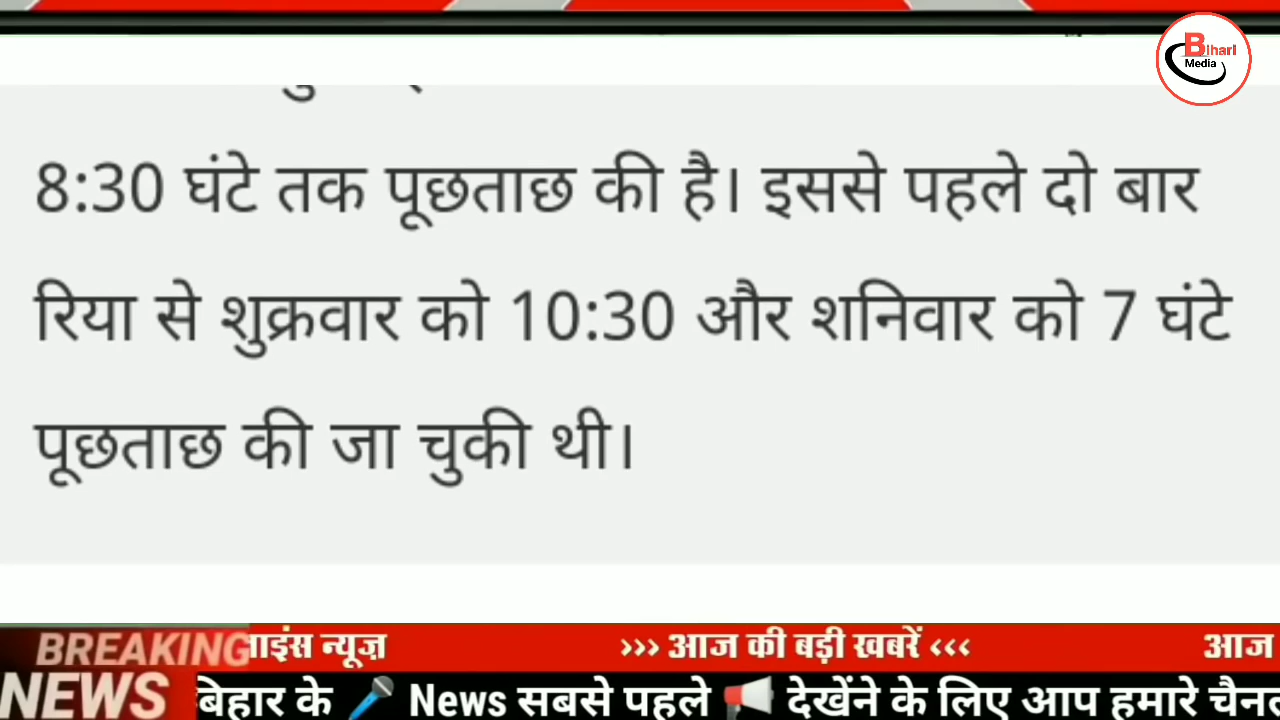 Bihari
Media
8:30 घंटे तक पूछताछ की है। इससे पहले दो बार
रिया से शुक्रवार को 10:30 और शनिवार को 7 घंटे
पूछताछ की जा चुकी थी।
BREAKING
NEWS
न्यूज़ >>> आज की बड़ी खबरें <<< आज
बिहार के 🎤 News सबसे पहले 📢 देखेंने के लिए आप हमारे